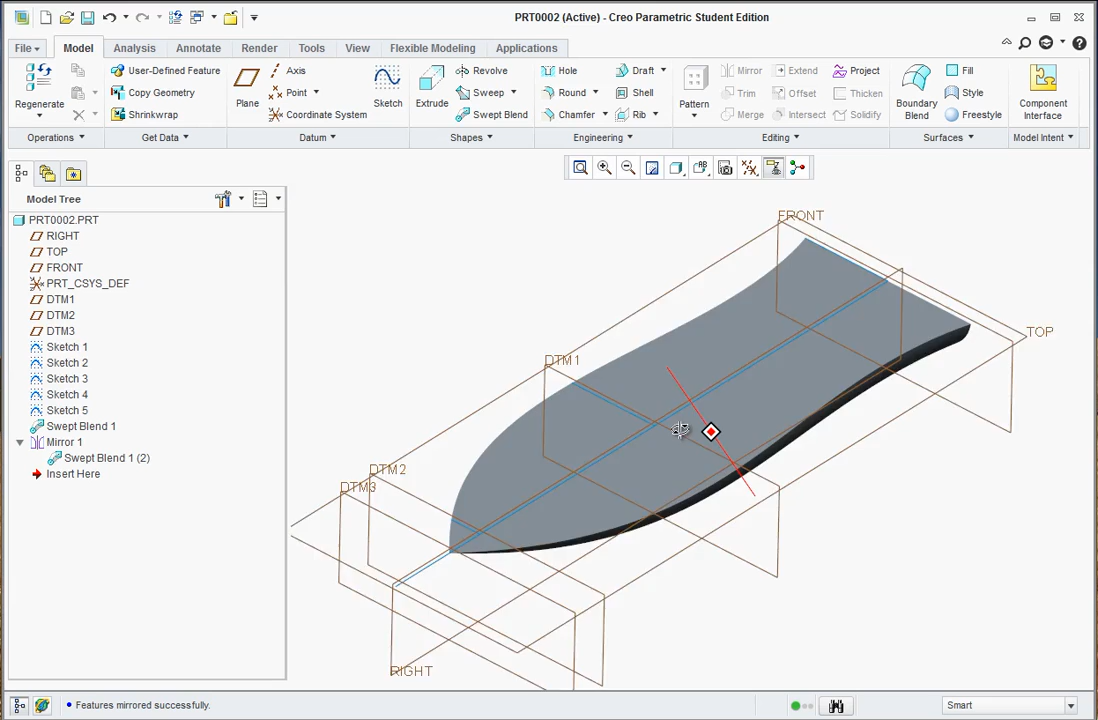 PRT0002 (Active) - Creo Parametric Student Edition
File Model Analysis Annotate Render Tools View Flexible Modeling Applications
User-Defined Feature Axis Revolve Hole Draft Mirror Extend Project Fill
Copy Geometry Point Sweep Round Shell Trim Offset Thicken Style
Regenerate Plane Sketch Extrude Pattern Boundary Blend Component Interface
Shrinkwrap Coordinate System Swept Blend Chamfer Rib Merge Intersect Solidify Freestyle
Operations Get Data Datum Shapes Engineering Editing Surfaces Model Intent
Model Tree
PRT0002.PRT
RIGHT
TOP
FRONT
PRT_CSYS_DEF
DTM1
DTM2
DTM3
Sketch 1
Sketch 2
Sketch 3
Sketch 4
Sketch 5
Swept Blend 1
Mirror 1
Swept Blend 1 (2)
Insert Here
FRONT
TOP
DTM1
DTM2
DTM3
RIGHT
Features mirrored successfully.
Smart